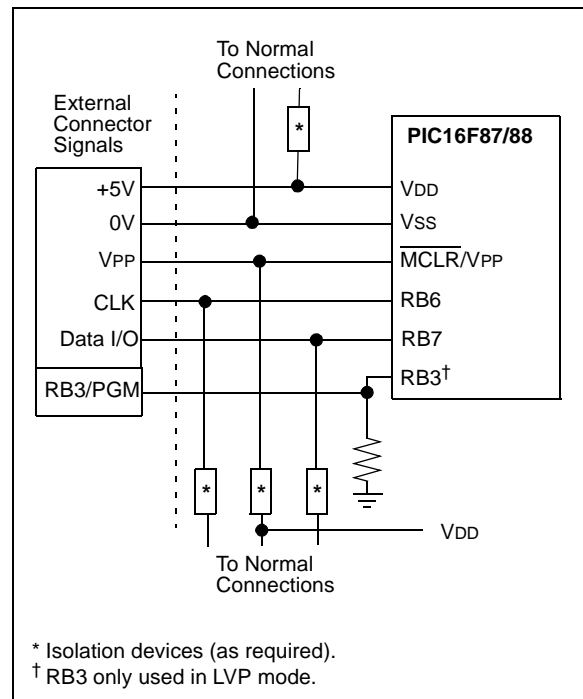 To Normal
Connections
External
Connector
Signals
*
PIC16F87/88
+5V
VDD
0V
VSS
VPP
MCLR/VPP
CLK
RB6
Data I/O
RB7
RB3†
RB3/PGM
* * *
VDD
To Normal
Connections
* Isolation devices (as required).
† RB3 only used in LVP mode.